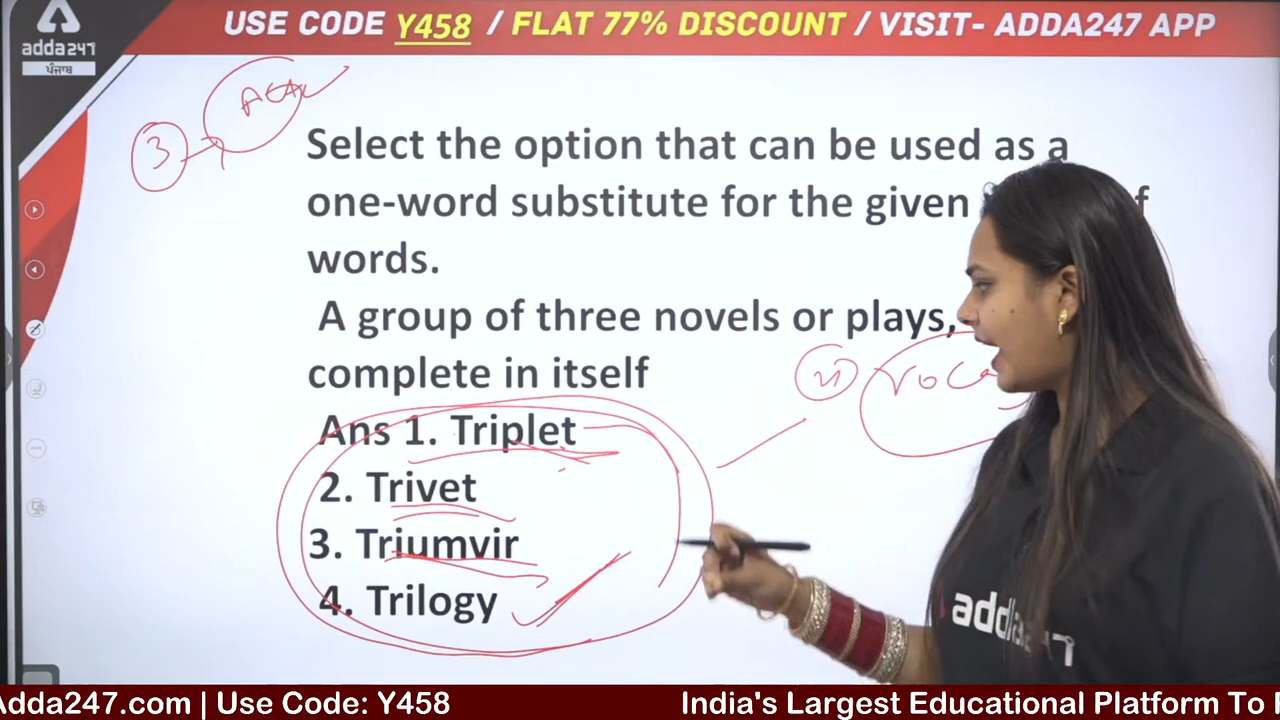 USE CODE Y458 / FLAT 77% DISCOUNT / VISIT- ADDA247 APP
adda247
ਪੰਜਾਬ
3
Select the option that can be used as a
one-word substitute for the given
words.
A group of three novels or plays,
complete in itself
Ans 1. Triplet
2. Trivet
3. Triumvir
4. Trilogy
Adda247.com | Use Code: Y458
India's Largest Educational Platform To